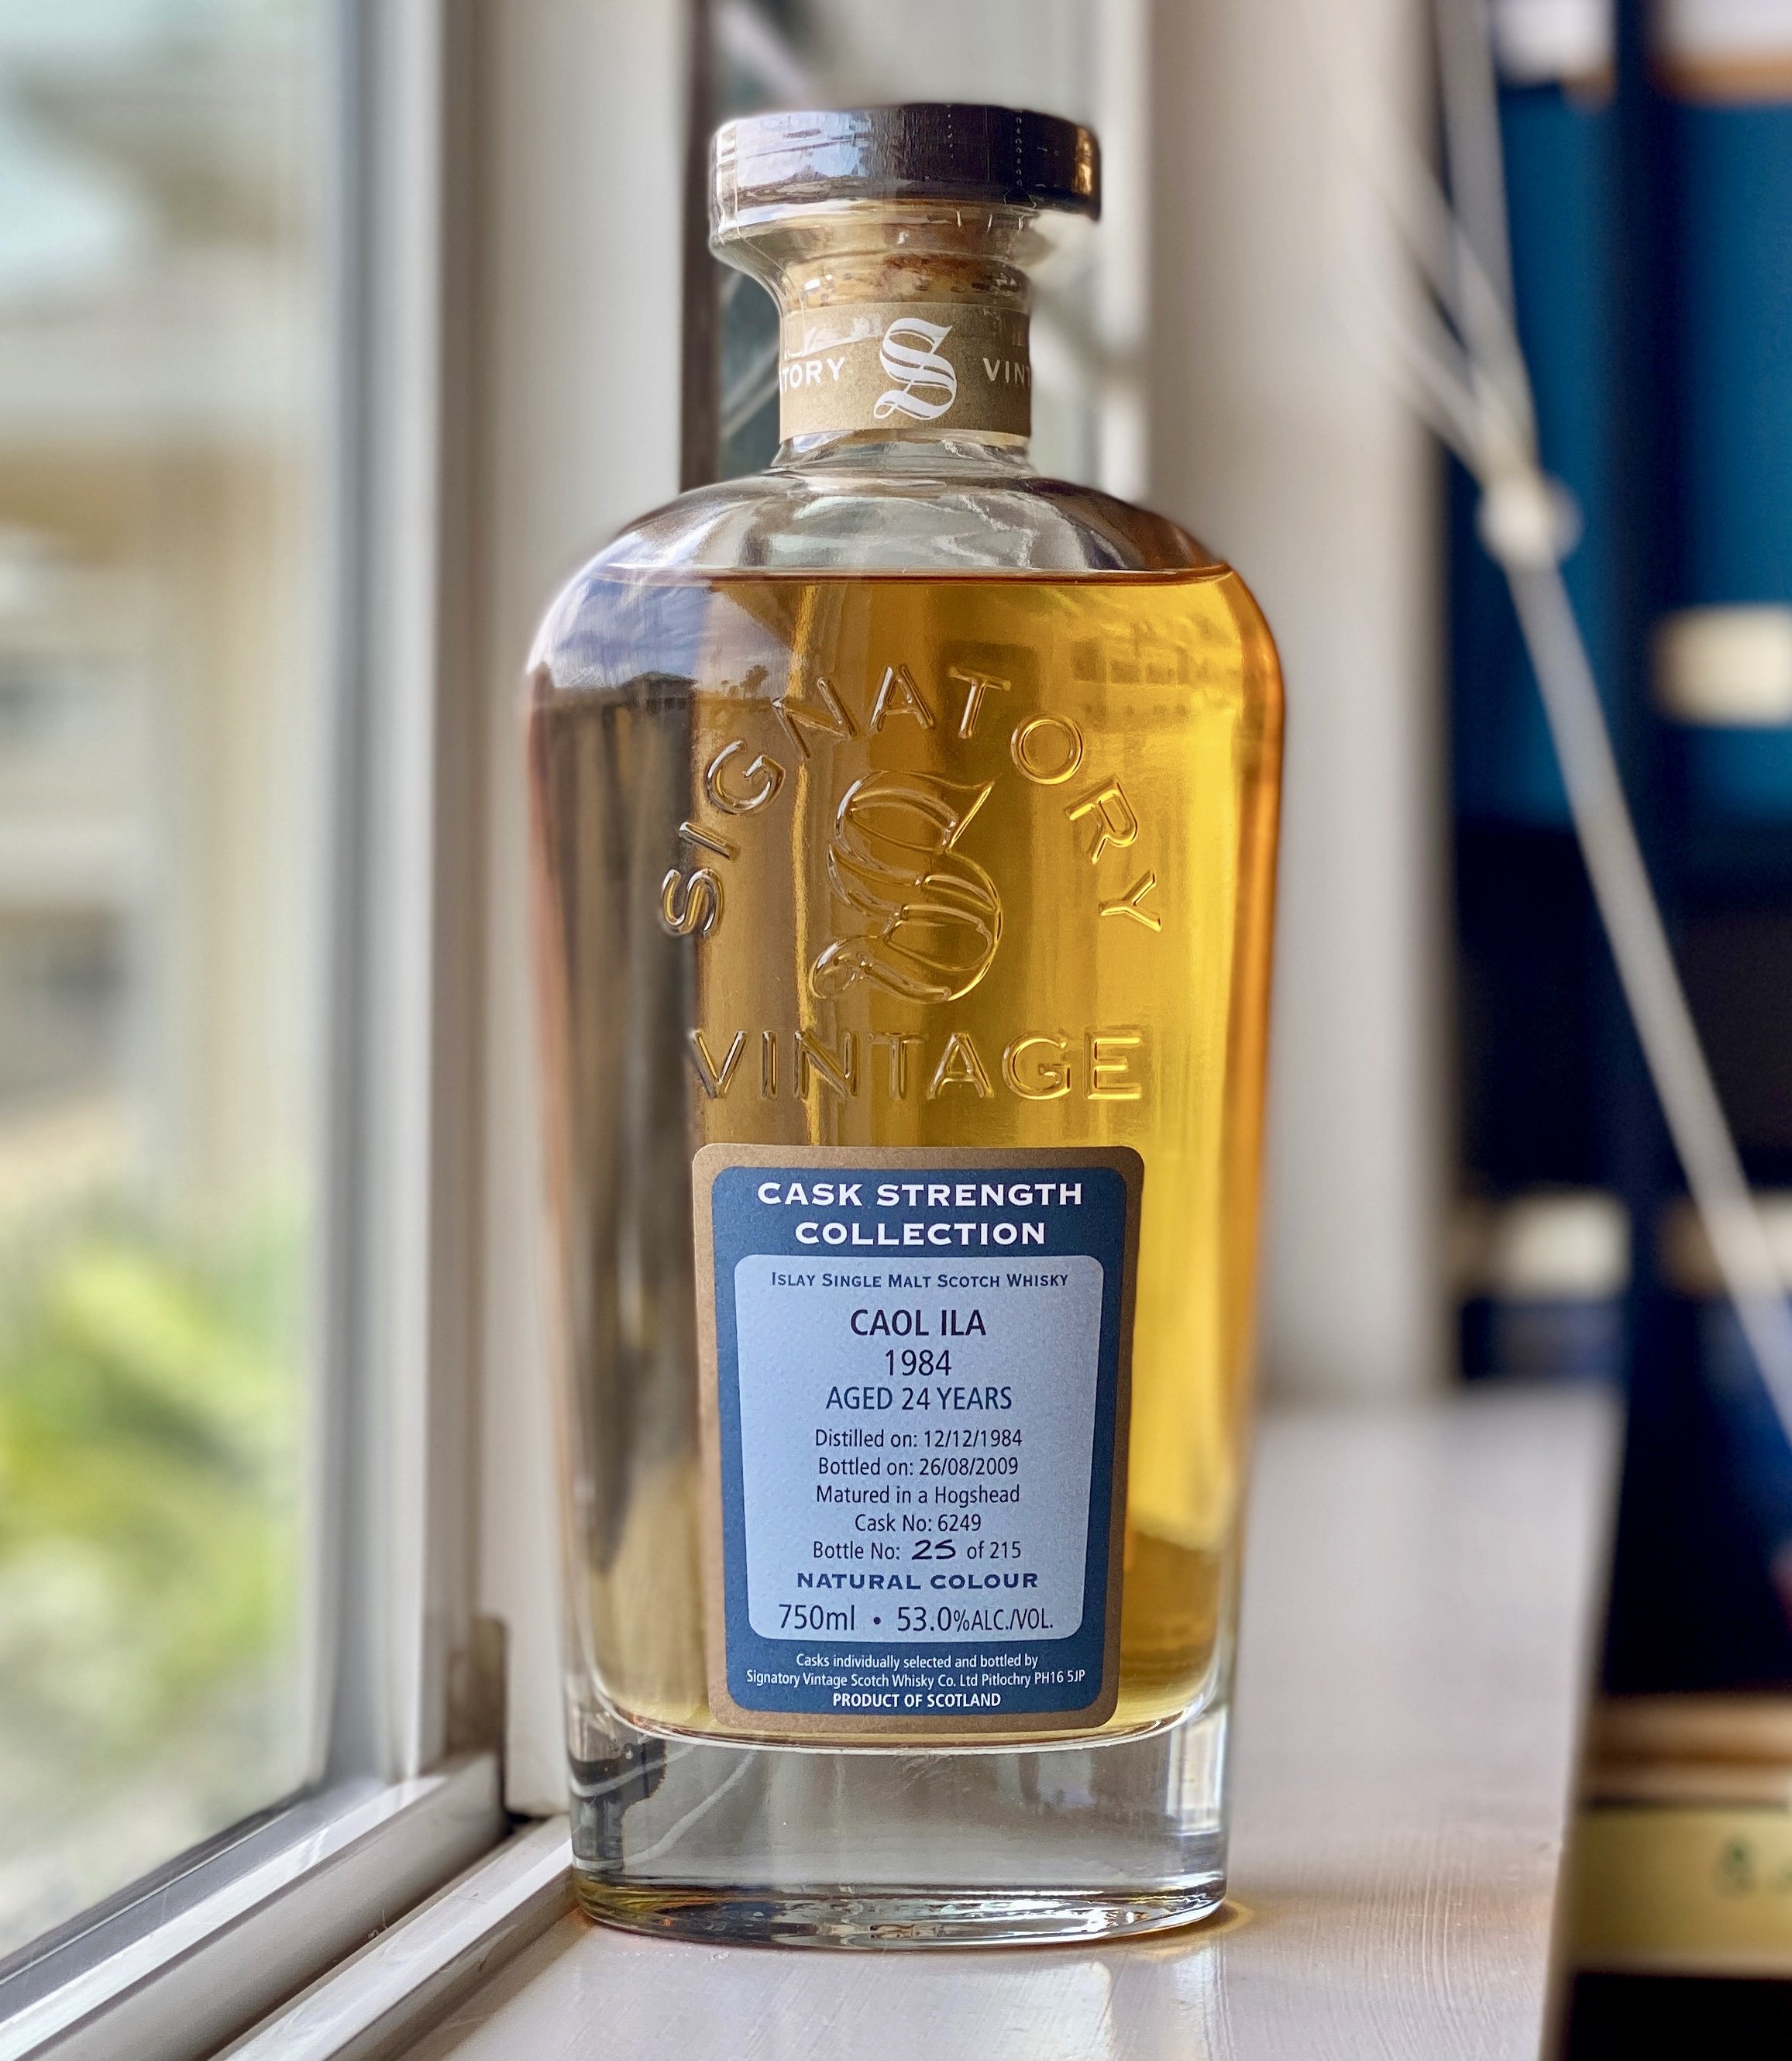 TORY S VINT
SIGNATORY
S
VINTAGE
CASK STRENGTH
COLLECTION
ISLAY SINGLE MALT SCOTCH WHISKY
CAOL ILA
1984
AGED 24 YEARS
Distilled on: 12/12/1984
Bottled on: 26/08/2009
Matured in a Hogshead
Cask No: 6249
Bottle No: 25 of 215
NATURAL COLOUR
750ml • 53.0%ALC./VOL.
Casks individually selected and bottled by
Signatory Vintage Scotch Whisky Co. Ltd Pitlochry PH16 5JP
PRODUCT OF SCOTLAND